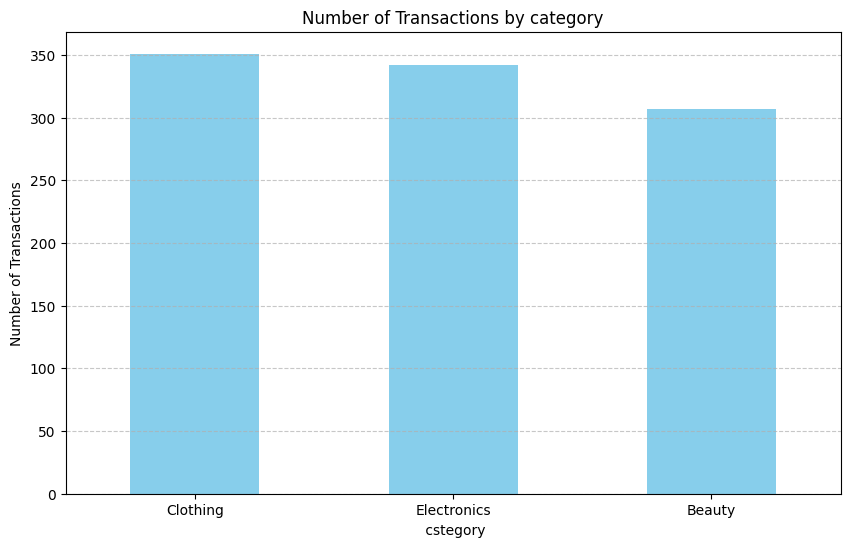 Number of Transactions by category
Number of Transactions
350
300
250
200
150
100
50
0
Clothing Electronics Beauty
cstegory